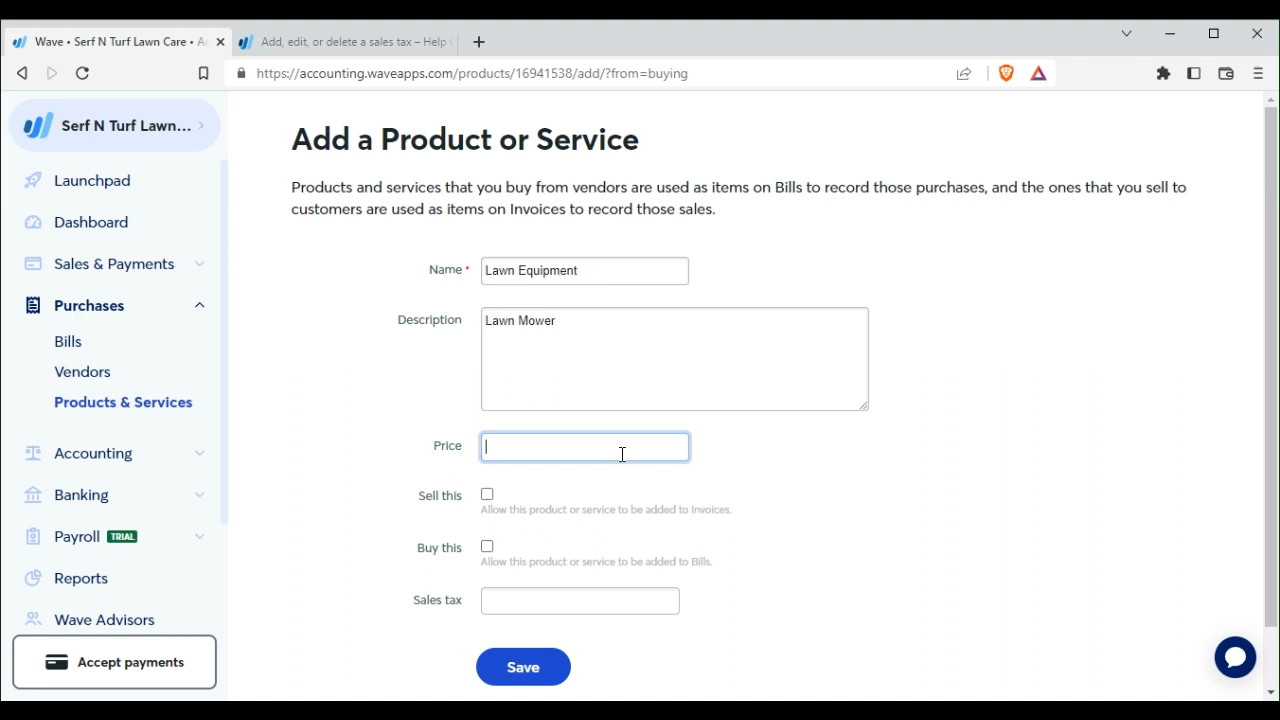 Wave • Serf N Turf Lawn Care • Ac
Add, edit, or delete a sales tax – Help
https://accounting.waveapps.com/products/16941538/add/?from=buying
Serf N Turf Lawn...
Launchpad
Dashboard
Sales & Payments
Purchases
Bills
Vendors
Products & Services
Accounting
Banking
Payroll TRIAL
Reports
Wave Advisors
Accept payments
Add a Product or Service
Products and services that you buy from vendors are used as items on Bills to record those purchases, and the ones that you sell to
customers are used as items on Invoices to record those sales.
Name • Lawn Equipment
Description Lawn Mower
Price
Sell this
Allow this product or service to be added to Invoices.
Buy this
Allow this product or service to be added to Bills.
Sales tax
Save